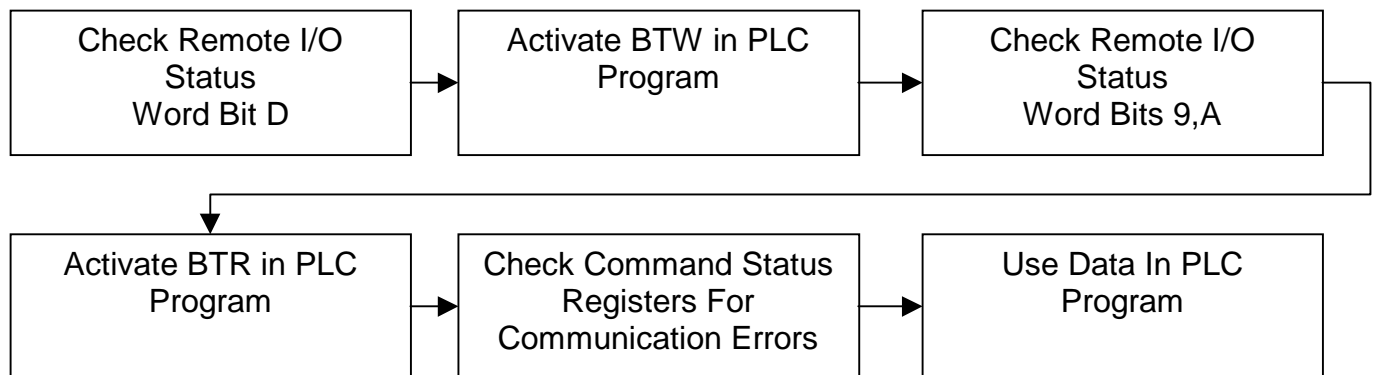 Check Remote I/O
Status
Word Bit D
Activate BTW in PLC
Program
Check Remote I/O
Status
Word Bits 9,A
Activate BTR in PLC
Program
Check Command Status
Registers For
Communication Errors
Use Data In PLC
Program